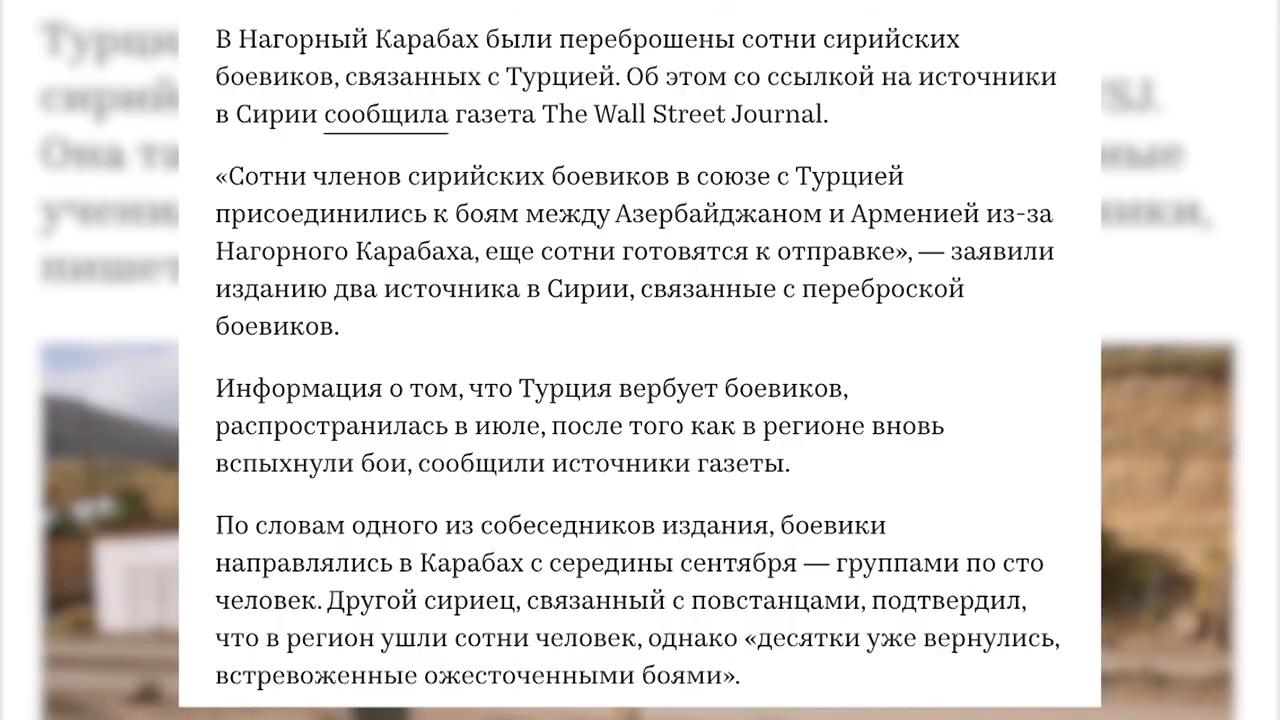 В Нагорный Карабах были переброшены сотни сирийских
боевиков, связанных с Турцией. Об этом со ссылкой на источники
в Сирии сообщила газета The Wall Street Journal.
«Сотни членов сирийских боевиков в союзе с Турцией
присоединились к боям между Азербайджаном и Арменией из-за
Нагорного Карабаха, еще сотни готовятся к отправке», — заявили
изданию два источника в Сирии, связанные с переброской
боевиков.
Информация о том, что Турция вербует боевиков,
распространилась в июле, после того как в регионе вновь
вспыхнули бои, сообщили источники газеты.
По словам одного из собеседников издания, боевики
направлялись в Карабах с середины сентября — группами по сто
человек. Другой сириец, связанный с повстанцами, подтвердил,
что в регион ушли сотни человек, однако «десятки уже вернулись,
встревоженные ожесточенными боями».